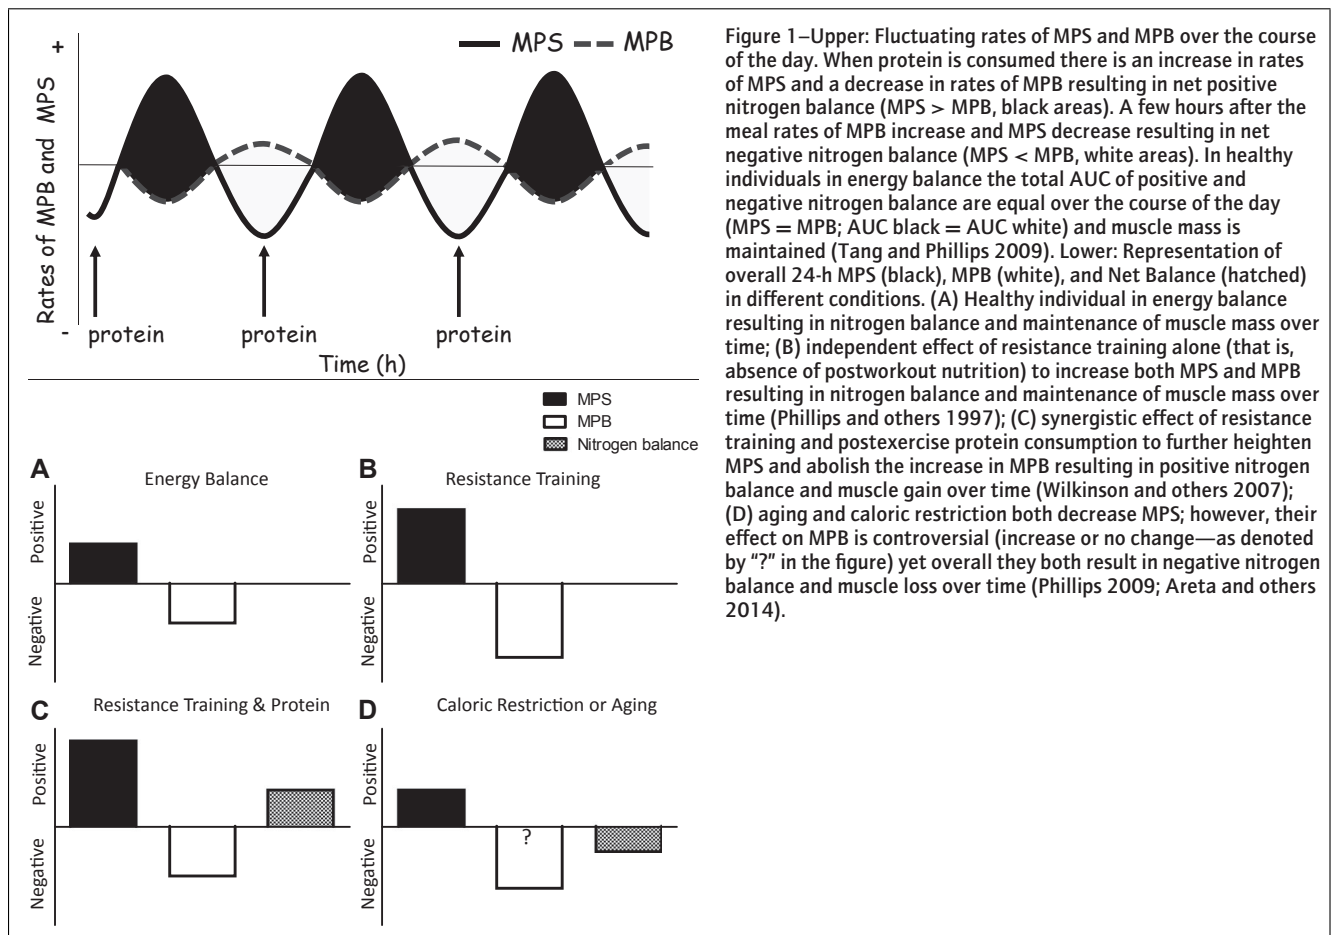 +
MPS MPB
Rates of MPB and MPS
-
protein
protein
protein
Time (h)
MPS
MPB
Nitrogen balance
A
Energy Balance
Positive
Negative
B
Resistance Training
Positive
Negative
C
Resistance Training & Protein
Positive
Negative
D
Caloric Restriction or Aging
Positive
Negative
?
Figure 1–Upper: Fluctuating rates of MPS and MPB over the course
of the day. When protein is consumed there is an increase in rates
of MPS and a decrease in rates of MPB resulting in net positive
nitrogen balance (MPS > MPB, black areas). A few hours after the
meal rates of MPB increase and MPS decrease resulting in net
negative nitrogen balance (MPS < MPB, white areas). In healthy
individuals in energy balance the total AUC of positive and
negative nitrogen balance are equal over the course of the day
(MPS = MPB; AUC black = AUC white) and muscle mass is
maintained (Tang and Phillips 2009). Lower: Representation of
overall 24-h MPS (black), MPB (white), and Net Balance (hatched)
in different conditions. (A) Healthy individual in energy balance
resulting in nitrogen balance and maintenance of muscle mass over
time; (B) independent effect of resistance training alone (that is,
absence of postworkout nutrition) to increase both MPS and MPB
resulting in nitrogen balance and maintenance of muscle mass over
time (Phillips and others 1997); (C) synergistic effect of resistance
training and postexercise protein consumption to further heighten
MPS and abolish the increase in MPB resulting in positive nitrogen
balance and muscle gain over time (Wilkinson and others 2007);
(D) aging and caloric restriction both decrease MPS; however, their
effect on MPB is controversial (increase or no change—as denoted
by “?” in the figure) yet overall they both result in negative nitrogen
balance and muscle loss over time (Phillips 2009; Areta and others
2014).